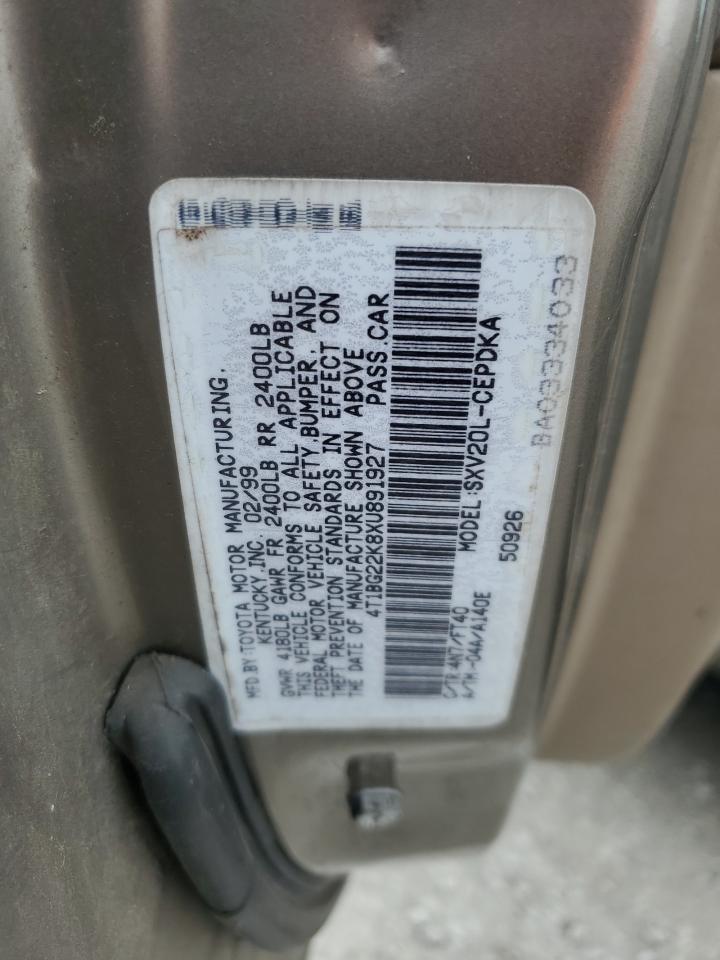 MFD.BY:TOYOTA MOTOR MANUFACTURING,
KENTUCKY,INC. 02/99
GVWR 4180LB GAWR FR 2400LB RR 2400LB
THIS VEHICLE CONFORMS TO ALL APPLICABLE
FEDERAL MOTOR VEHICLE SAFETY,BUMPER, AND
THEFT PREVENTION STANDARDS IN EFFECT ON
THE DATE OF MANUFACTURE SHOWN ABOVE
4T1BG22K8XU891927 PASS.CAR
C/TR:4N7/FT40 MODEL:SXV20L-CEPDKA
A/TM:-04A/A140E 50926
BA03334033